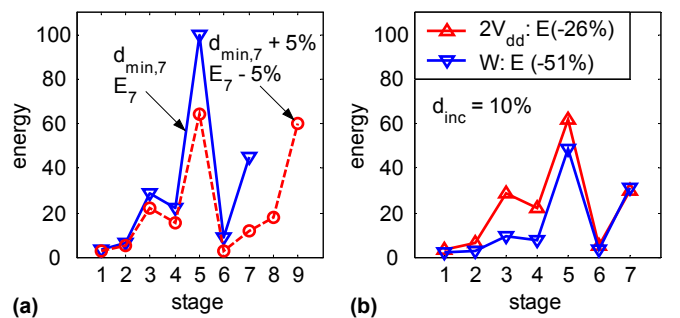 energy
100
80
60
40
20
0
d_min,7
E_7
d_min,7 + 5%
E_7 - 5%
1 2 3 4 5 6 7 8 9
stage
(a)
energy
100
80
60
40
20
0
2V_dd: E(-26%)
W: E (-51%)
d_inc = 10%
1 2 3 4 5 6 7
stage
(b)